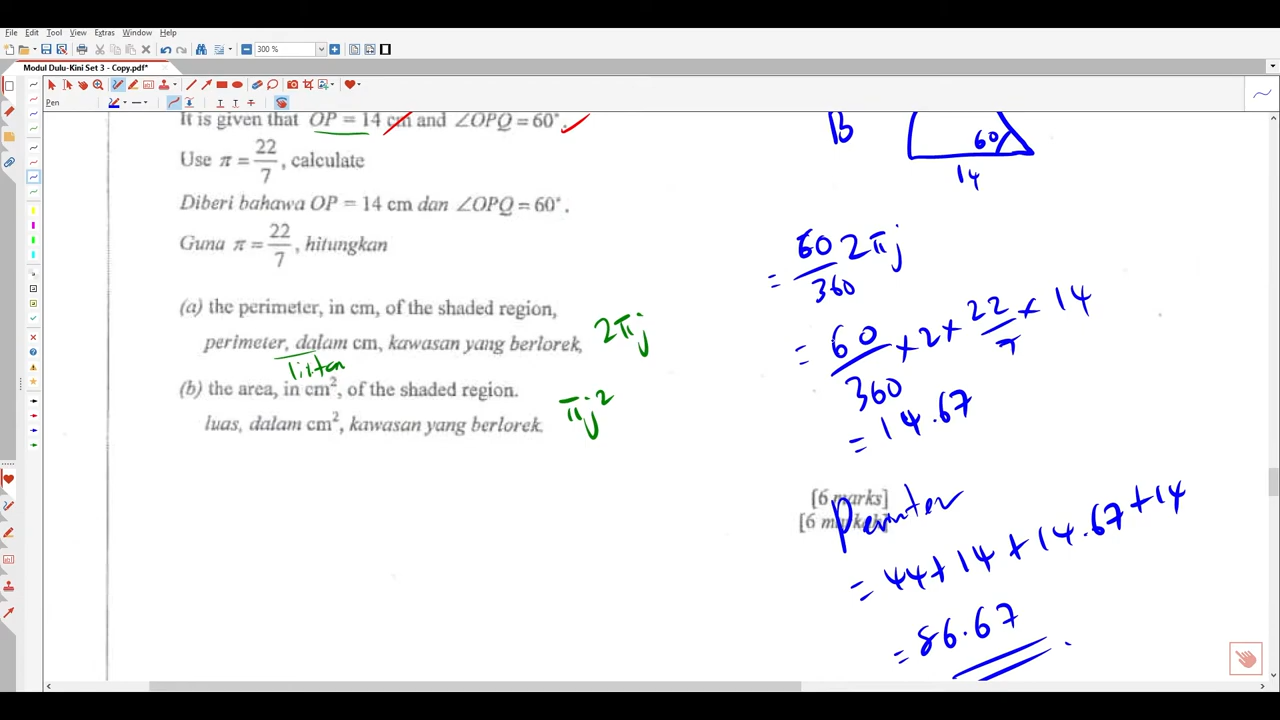 File Edit View Extras Window Help
300 %
Modul Dulu-Kini Set 3 - Copy.pdf*
Pen
It is given that OP = 14 cm and ∠OPQ = 60°.
Use π = 22/7, calculate
Diberi bahawa OP = 14 cm dan ∠OPQ = 60°.
Guna π = 22/7, hitungkan
(a) the perimeter, in cm, of the shaded region,
perimeter, dalam cm, kawasan yang berlorek, 2πj
lilitan
(b) the area, in cm², of the shaded region.
luas, dalam cm², kawasan yang berlorek. πj²
[6 marks]
[6 markah]
B
60
14
= 60/360 2πj
= 60/360 × 2 × 22/7 × 14
= 14.67
Perimeter
= 44 + 14 + 14.67 + 14
= 86.67